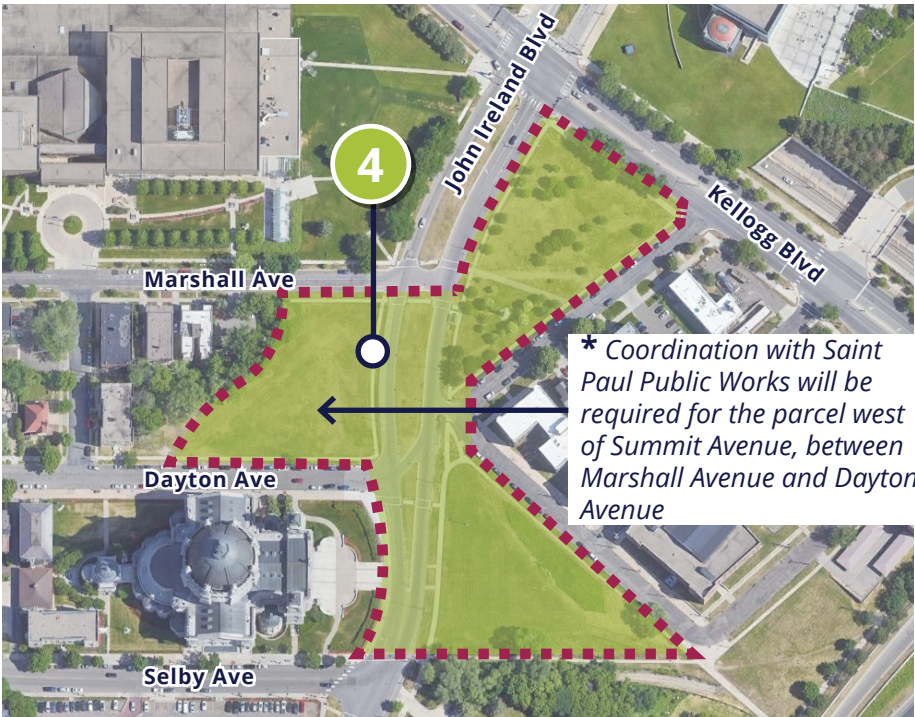 John Ireland Blvd
4
Kellogg Blvd
Marshall Ave
* Coordination with Saint
Paul Public Works will be
required for the parcel west
of Summit Avenue, between
Marshall Avenue and Dayton
Avenue
Dayton Ave
Selby Ave